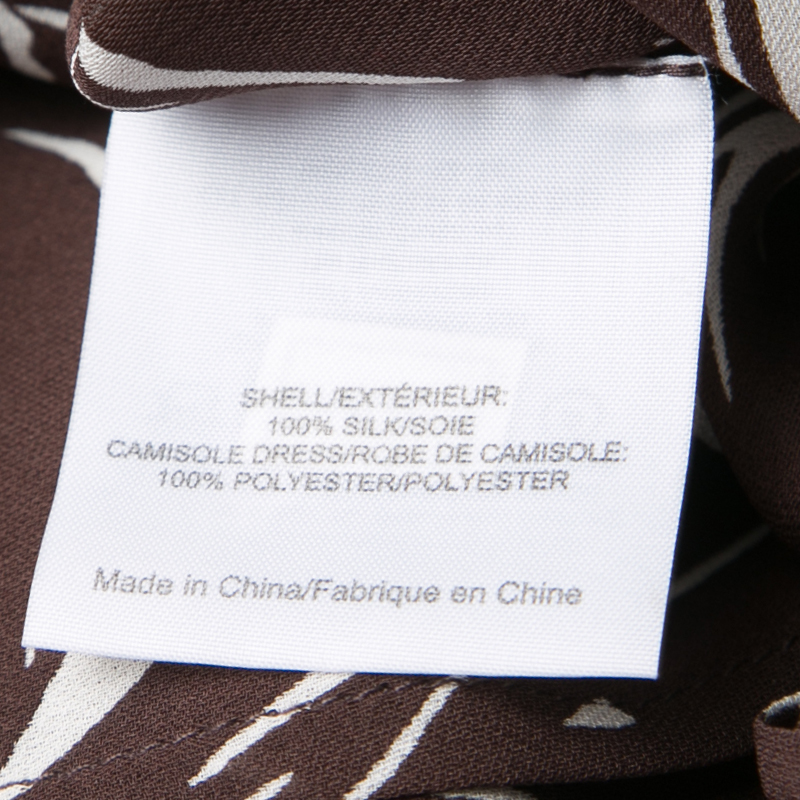 SHELL/EXTÉRIEUR:
100% SILK/SOIE
CAMISOLE DRESS/ROBE DE CAMISOLE:
100% POLYESTER/POLYESTER
Made in China/Fabrique en Chine